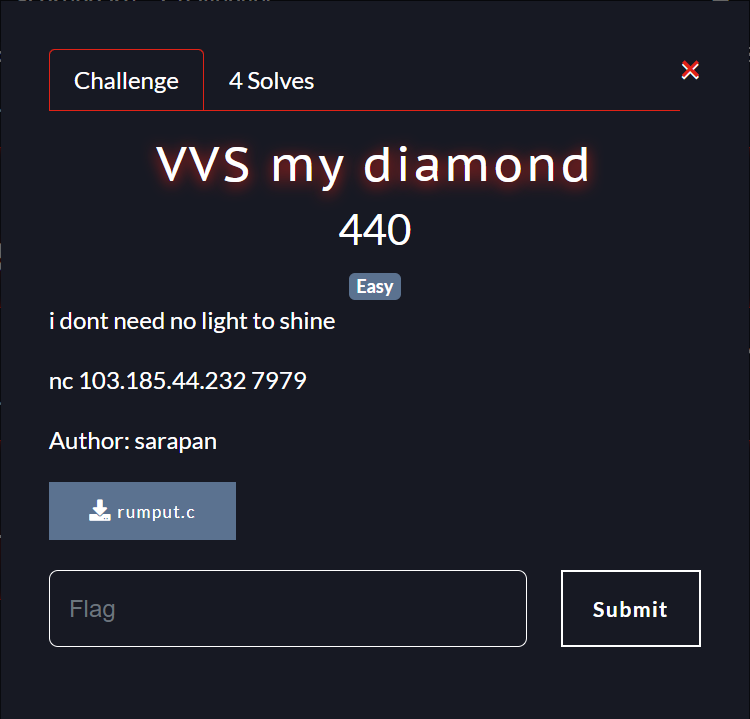 Challenge
4 Solves
VVS my diamond
440
Easy
i dont need no light to shine
nc 103.185.44.232 7979
Author: sarapan
rumput.c
Flag
Submit